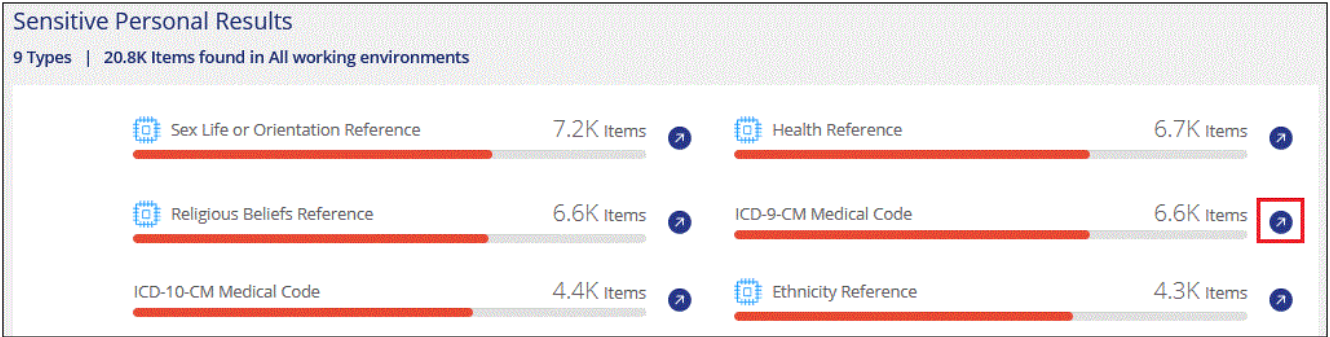 Sensitive Personal Results
9 Types | 20.8K Items found in All working environments
Sex Life or Orientation Reference 7.2K Items
Health Reference 6.7K Items
Religious Beliefs Reference 6.6K Items
ICD-9-CM Medical Code 6.6K Items
ICD-10-CM Medical Code 4.4K Items
Ethnicity Reference 4.3K Items